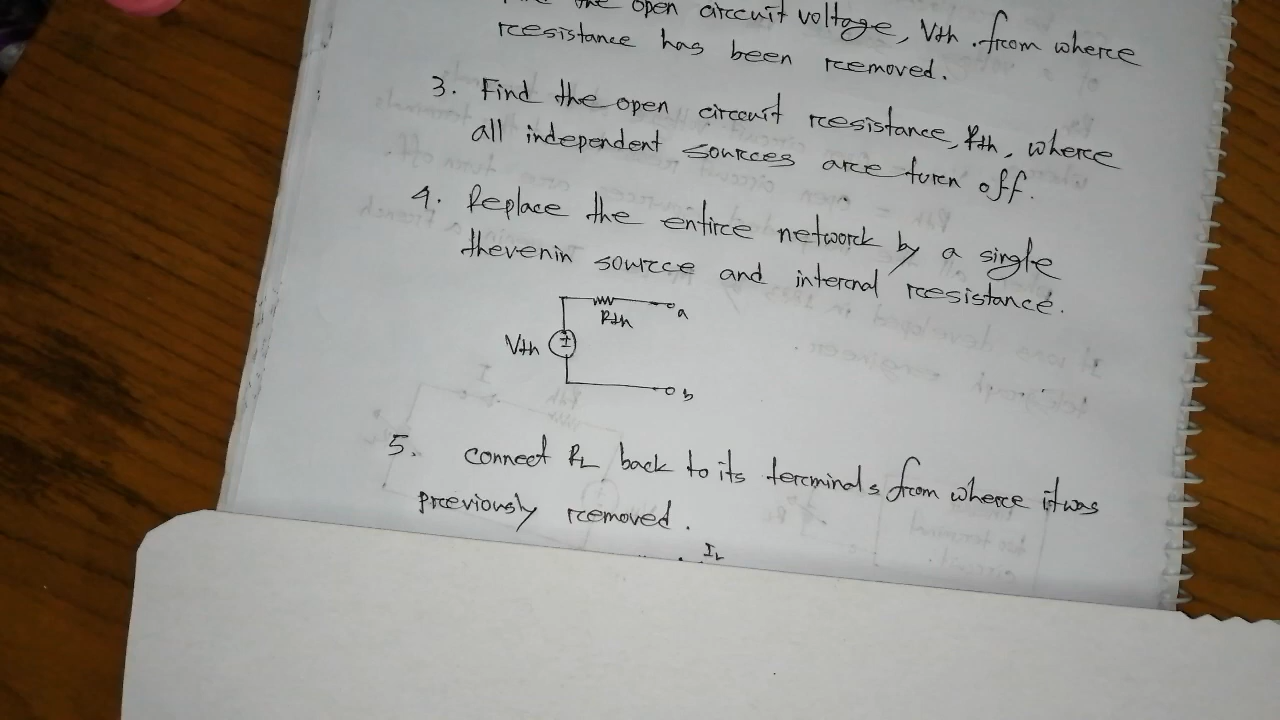 the open circuit voltage, Vth . from where
resistance has been removed.
3. Find the open circuit resistance, Rth, where
all independent sources are turn off.
4. Replace the entire network by a single
thevenin source and internal resistance.
Rth
a
Vth
b
5. connect RL back to its terminals from where it was
previously removed.
IL